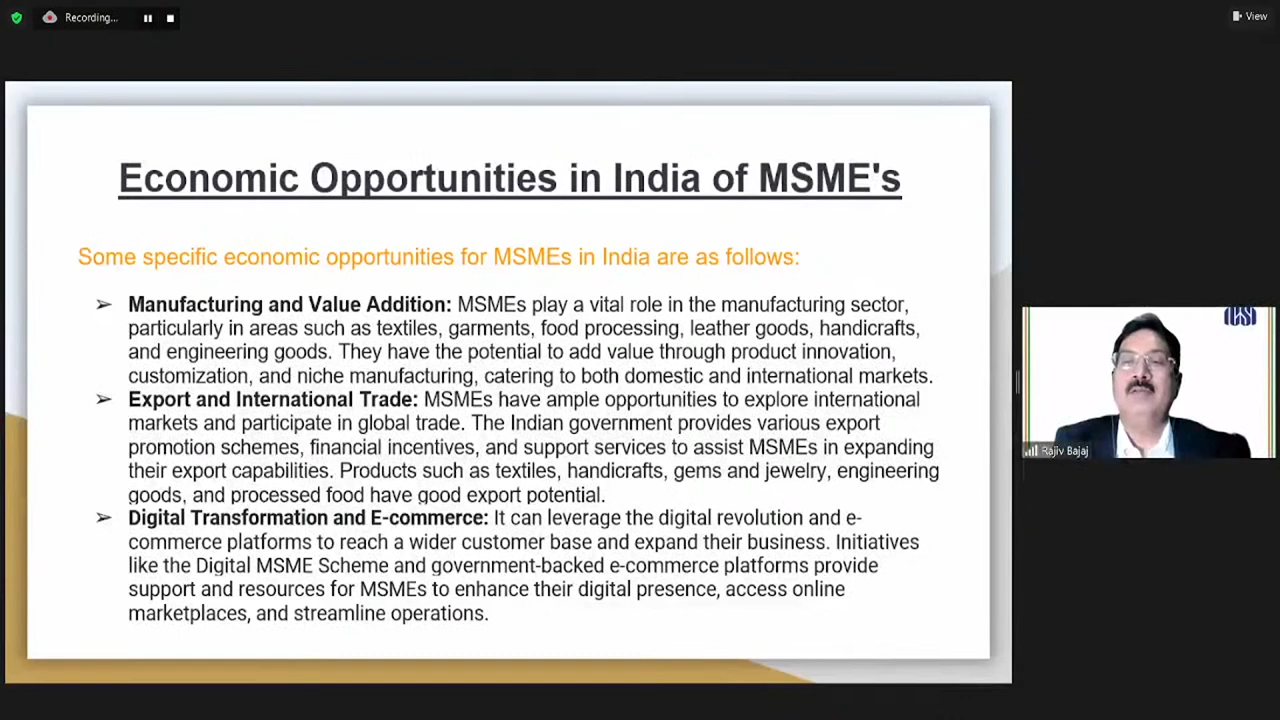 Recording...
View
Economic Opportunities in India of MSME's
Some specific economic opportunities for MSMEs in India are as follows:
➢ Manufacturing and Value Addition: MSMEs play a vital role in the manufacturing sector,
particularly in areas such as textiles, garments, food processing, leather goods, handicrafts,
and engineering goods. They have the potential to add value through product innovation,
customization, and niche manufacturing, catering to both domestic and international markets.
➢ Export and International Trade: MSMEs have ample opportunities to explore international
markets and participate in global trade. The Indian government provides various export
promotion schemes, financial incentives, and support services to assist MSMEs in expanding
their export capabilities. Products such as textiles, handicrafts, gems and jewelry, engineering
goods, and processed food have good export potential.
➢ Digital Transformation and E-commerce: It can leverage the digital revolution and e-
commerce platforms to reach a wider customer base and expand their business. Initiatives
like the Digital MSME Scheme and government-backed e-commerce platforms provide
support and resources for MSMEs to enhance their digital presence, access online
marketplaces, and streamline operations.
Rajiv Bajaj